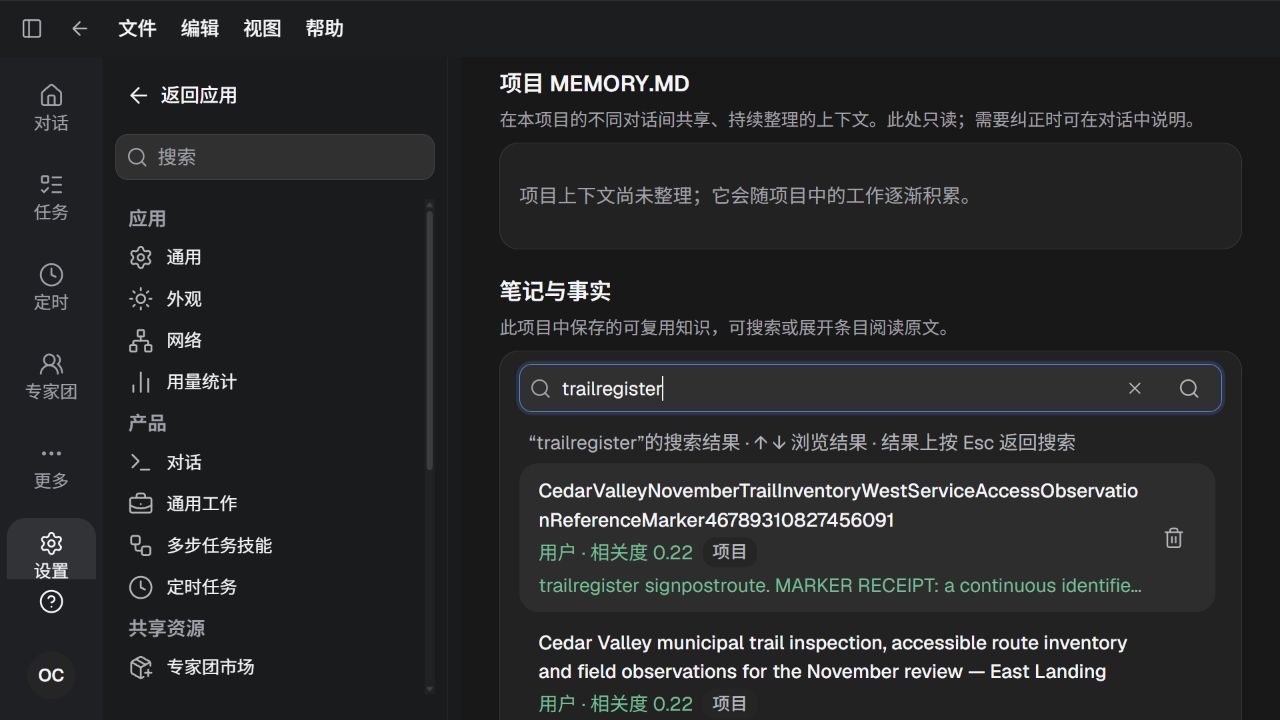 文件 编辑 视图 帮助
对话
任务
定时
专家团
更多
设置
OC
返回应用
搜索
应用
通用
外观
网络
用量统计
产品
对话
通用工作
多步任务技能
定时任务
共享资源
专家团市场
项目 MEMORY.MD
在本项目的不同对话间共享、持续整理的上下文。此处只读；需要纠正时可在对话中说明。
项目上下文尚未整理；它会随项目中的工作逐渐积累。
笔记与事实
此项目中保存的可复用知识，可搜索或展开条目阅读原文。
trailregister
“trailregister”的搜索结果 · ↑↓ 浏览结果 · 结果上按 Esc 返回搜索
CedarValleyNovemberTrailInventoryWestServiceAccessObservatio
nReferenceMarker46789310827456091
用户 · 相关度 0.22 项目
trailregister signpostroute. MARKER RECEIPT: a continuous identifie...
Cedar Valley municipal trail inspection, accessible route inventory
and field observations for the November review — East Landing
用户 · 相关度 0.22 项目